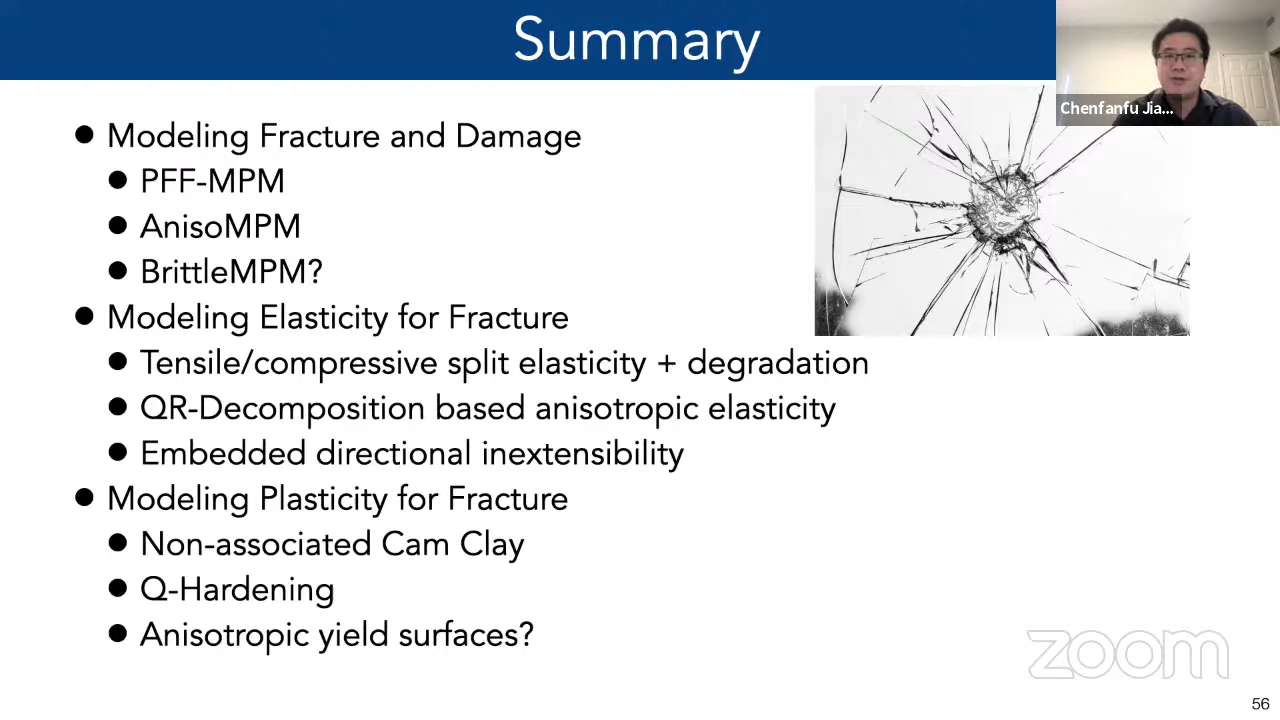 Summary
Chenfanfu Jia...
● Modeling Fracture and Damage
● PFF-MPM
● AnisoMPM
● BrittleMPM?
● Modeling Elasticity for Fracture
● Tensile/compressive split elasticity + degradation
● QR-Decomposition based anisotropic elasticity
● Embedded directional inextensibility
● Modeling Plasticity for Fracture
● Non-associated Cam Clay
● Q-Hardening
● Anisotropic yield surfaces?
zoom
56